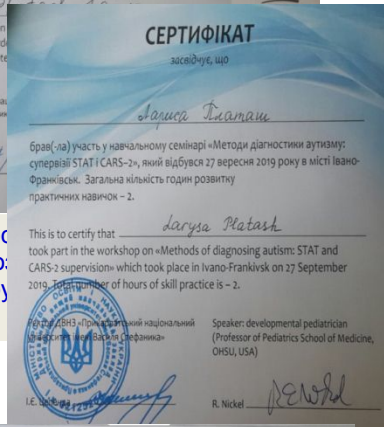 СЕРТИФІКАТ
засвідчує, що
Лариса Платаш
брав(-ла) участь у навчальному семінарі «Методи діагностики аутизму:
супервізії STAT і CARS–2», який відбувся 27 вересня 2019 року в місті Івано-
Франківськ. Загальна кількість годин розвитку
практичних навичок – 2.
This is to certify that Larysa Platash
took part in the workshop on «Methods of diagnosing autism: STAT and
CARS-2 supervision» which took place in Ivano-Frankivsk on 27 September
2019. Total number of hours of skill practice is – 2.
Ректор ДВНЗ «Прикарпатський національний
університет імені Василя Стефаника»
І.Є.
Speaker: developmental pediatrician
(Professor of Pediatrics School of Medicine,
OHSU, USA)
R. Nickel